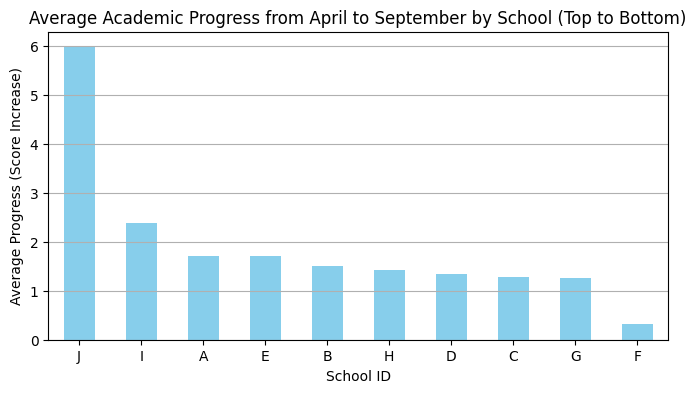 Average Academic Progress from April to September by School (Top to Bottom)
Average Progress (Score Increase)
6
5
4
3
2
1
0
J I A E B H D C G F
School ID